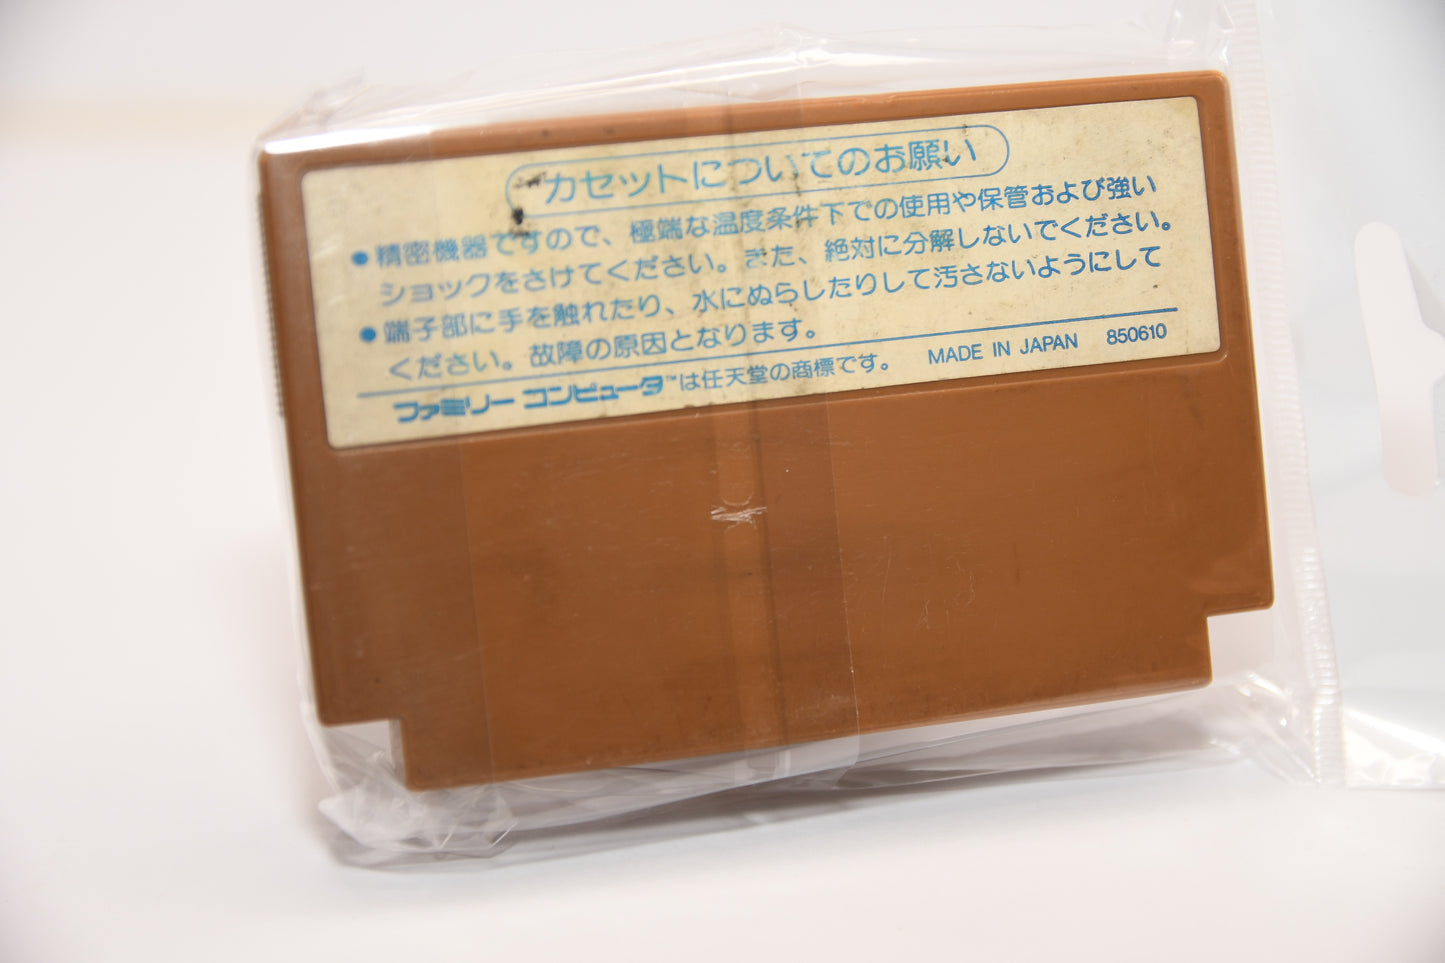 カセットについてのお願い
●精密機器ですので、極端な温度条件下での使用や保管および強い
ショックをさけてください。また、絶対に分解しないでください。
●端子部に手を触れたり、水にぬらしたりして汚さないようにして
ください。故障の原因となります。
ファミリーコンピュータ™は任天堂の商標です。 MADE IN JAPAN 850610